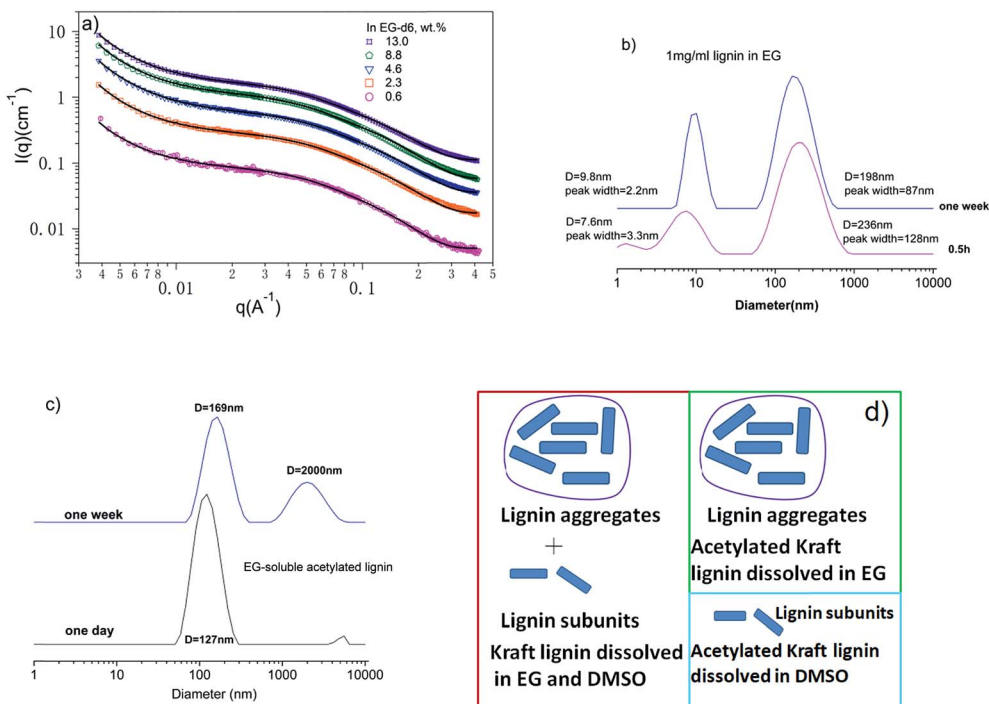 a)
In EG-d6, wt.%
13.0
8.8
4.6
2.3
0.6
10
1
0.1
0.01
I(q)(cm⁻¹)
3 4 5 6 7 8 0.01 2 3 4 5 6 7 8 0.1 2 3 4 5
q(A⁻¹)
b)
1mg/ml lignin in EG
D=9.8nm
peak width=2.2nm
D=198nm
peak width=87nm
one week
D=7.6nm
peak width=3.3nm
D=236nm
peak width=128nm
0.5h
1 10 100 1000 10000
Diameter(nm)
c)
D=169nm
D=2000nm
one week
EG-soluble acetylated lignin
one day
D=127nm
1 10 100 1000 10000
Diameter (nm)
d)
Lignin aggregates
+
Lignin subunits
Kraft lignin dissolved
in EG and DMSO
Lignin aggregates
Acetylated Kraft
lignin dissolved in EG
Lignin subunits
Acetylated Kraft lignin
dissolved in DMSO